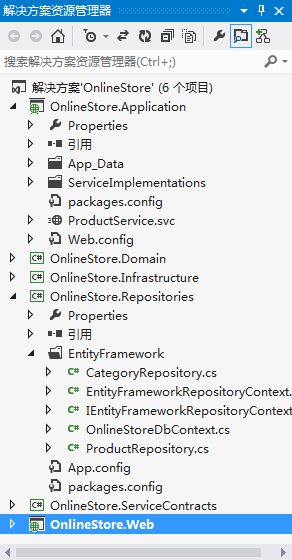 解决方案资源管理器
搜索解决方案资源管理器(Ctrl+;)
解决方案'OnlineStore' (6 个项目)
OnlineStore.Application
Properties
引用
App_Data
ServiceImplementations
packages.config
ProductService.svc
Web.config
OnlineStore.Domain
OnlineStore.Infrastructure
OnlineStore.Repositories
Properties
引用
EntityFramework
CategoryRepository.cs
EntityFrameworkRepositoryContext.
IEntityFrameworkRepositoryContext
OnlineStoreDbContext.cs
ProductRepository.cs
App.config
packages.config
OnlineStore.ServiceContracts
OnlineStore.Web